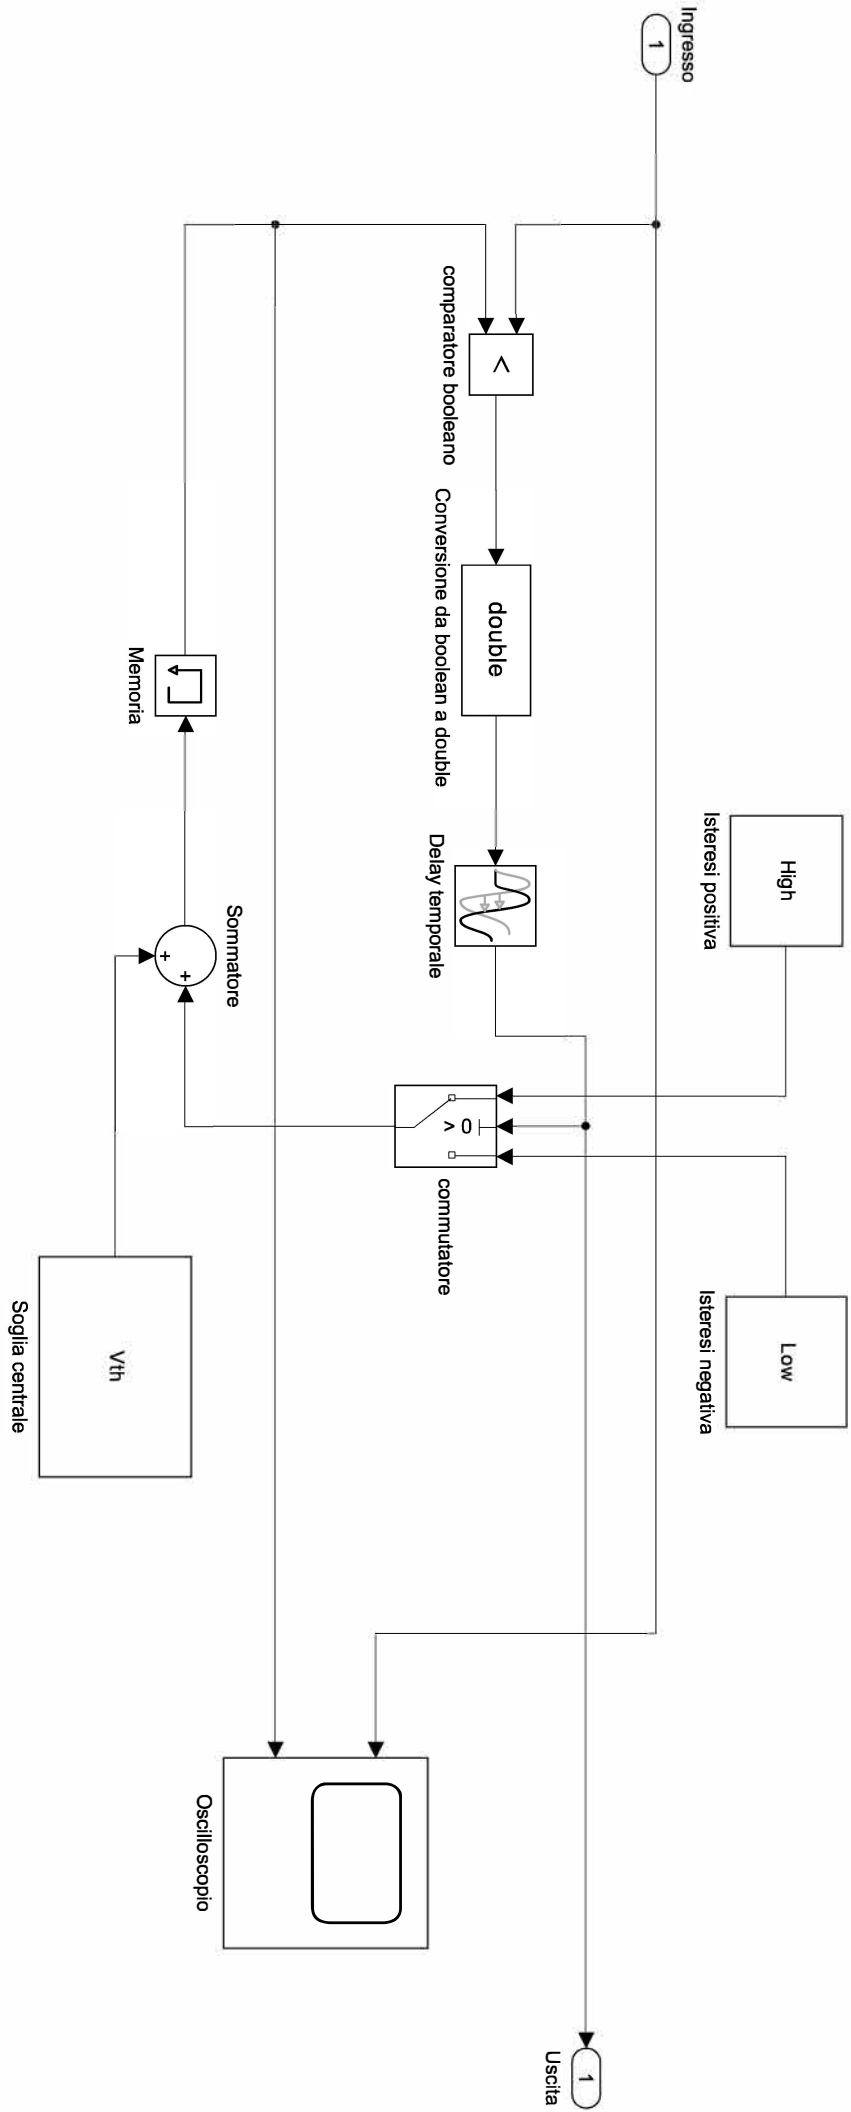 High
Low
Isteresi positiva
Isteresi negativa
Ingresso
1
1
Uscita
<
double
comparatore booleano
Conversione da boolean a double
Delay temporale
> 0
commutatore
Sommatore
+
+
Oscilloscopio
Memoria
Vth
Soglia centrale